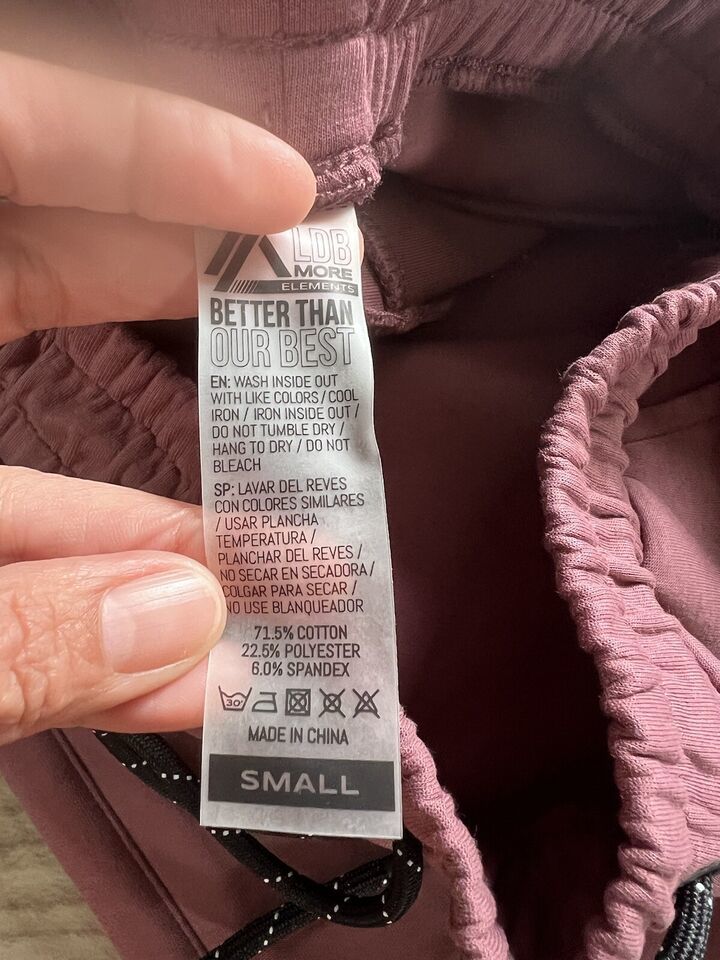 LDB
MORE
ELEMENTS
BETTER THAN
OUR BEST
EN: WASH INSIDE OUT
WITH LIKE COLORS / COOL
IRON / IRON INSIDE OUT /
DO NOT TUMBLE DRY /
HANG TO DRY / DO NOT
BLEACH
SP: LAVAR DEL REVES
CON COLORES SIMILARES
/ USAR PLANCHA
TEMPERATURA /
PLANCHAR DEL REVES /
NO SECAR EN SECADORA /
COLGAR PARA SECAR /
NO USE BLANQUEADOR
71.5% COTTON
22.5% POLYESTER
6.0% SPANDEX
30°
MADE IN CHINA
SMALL